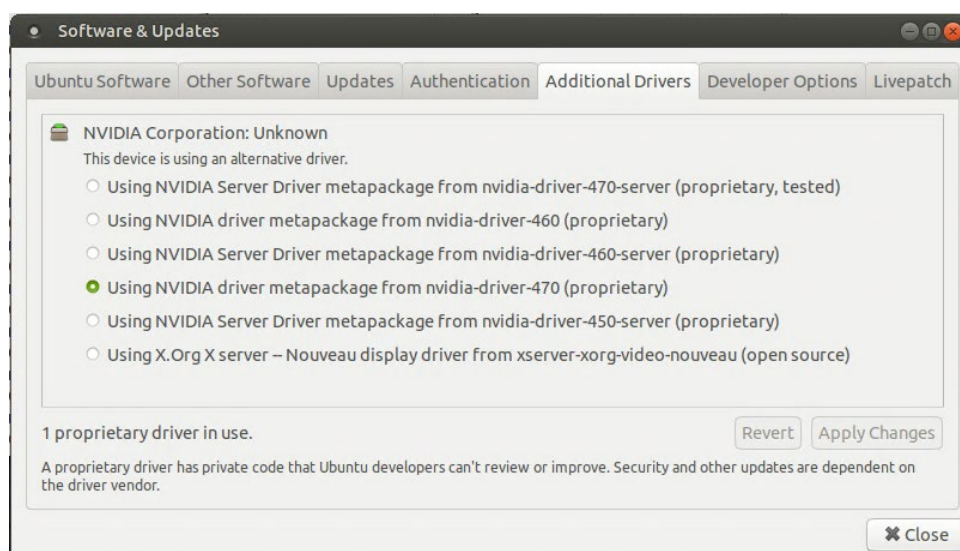 Software & Updates
Ubuntu Software Other Software Updates Authentication Additional Drivers Developer Options Livepatch
NVIDIA Corporation: Unknown
This device is using an alternative driver.
Using NVIDIA Server Driver metapackage from nvidia-driver-470-server (proprietary, tested)
Using NVIDIA driver metapackage from nvidia-driver-460 (proprietary)
Using NVIDIA Server Driver metapackage from nvidia-driver-460-server (proprietary)
Using NVIDIA driver metapackage from nvidia-driver-470 (proprietary)
Using NVIDIA Server Driver metapackage from nvidia-driver-450-server (proprietary)
Using X.Org X server -- Nouveau display driver from xserver-xorg-video-nouveau (open source)
1 proprietary driver in use. Revert Apply Changes
A proprietary driver has private code that Ubuntu developers can't review or improve. Security and other updates are dependent on
the driver vendor.
Close